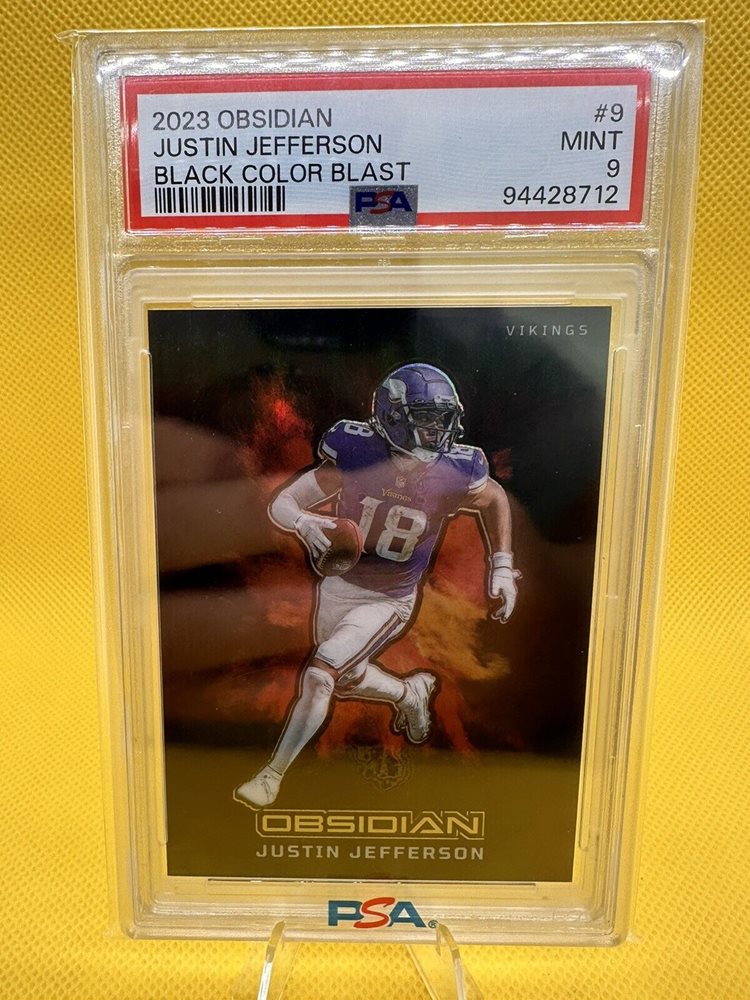 2023 OBSIDIAN #9
JUSTIN JEFFERSON MINT
BLACK COLOR BLAST 9
PSA 94428712
VIKINGS
18
Vikings
18
OBSIDIAN
JUSTIN JEFFERSON
PSA